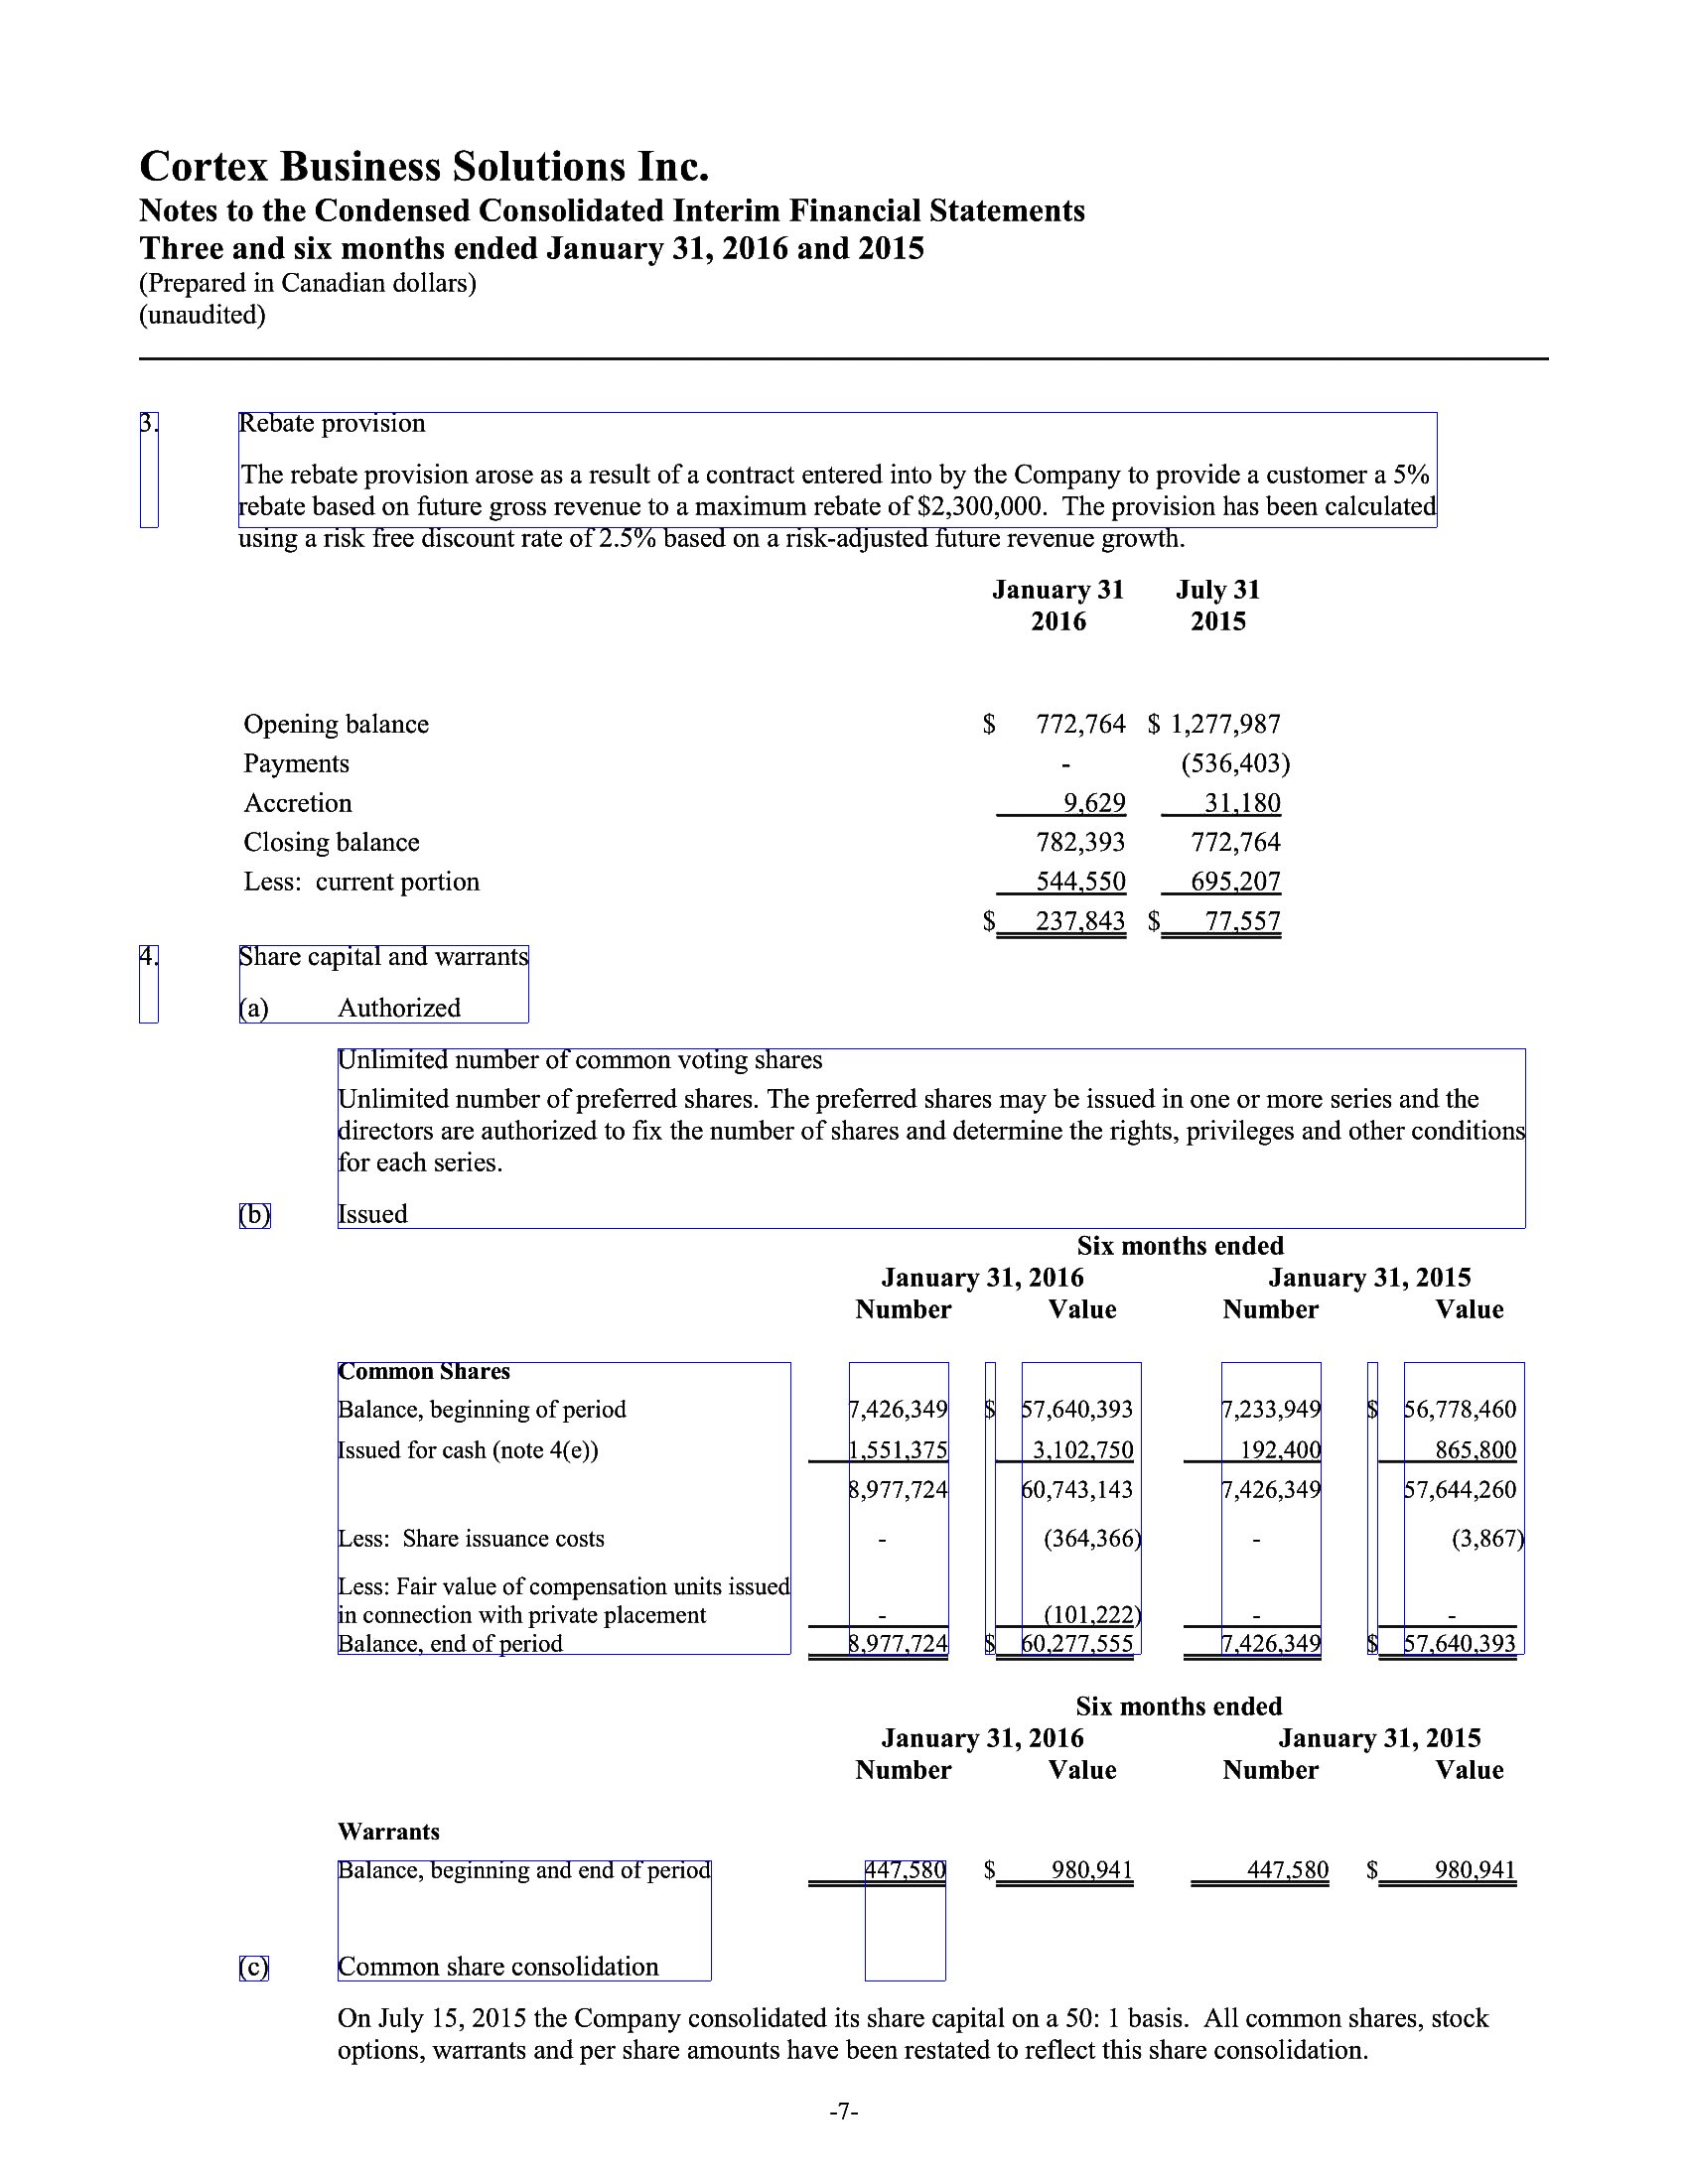 Cortex Business Solutions Inc.
Notes to the Condensed Consolidated Interim Financial Statements
Three and six months ended January 31, 2016 and 2015
(Prepared in Canadian dollars)
(unaudited)
3. Rebate provision
The rebate provision arose as a result of a contract entered into by the Company to provide a customer a 5%
rebate based on future gross revenue to a maximum rebate of $2,300,000.  The provision has been calculated
using a risk free discount rate of 2.5% based on a risk-adjusted future revenue growth.
January 31 July 31
2016 2015
Opening balance $ 772,764 $ 1,277,987
Payments - (536,403)
Accretion 9,629 31,180
Closing balance 782,393 772,764
Less:  current portion 544,550 695,207
$ 237,843 $ 77,557
4. Share capital and warrants
(a) Authorized
Unlimited number of common voting shares
Unlimited number of preferred shares. The preferred shares may be issued in one or more series and the
directors are authorized to fix the number of shares and determine the rights, privileges and other conditions
for each series.
(b) Issued
Six months ended
January 31, 2016 January 31, 2015
Number Value Number Value
Common Shares
Balance, beginning of period 7,426,349 $ 57,640,393 7,233,949 $ 56,778,460
Issued for cash (note 4(e)) 1,551,375 3,102,750 192,400 865,800
8,977,724 60,743,143 7,426,349 57,644,260
Less:  Share issuance costs - (364,366) - (3,867)
Less: Fair value of compensation units issued
in connection with private placement - (101,222) - -
Balance, end of period 8,977,724 $ 60,277,555 7,426,349 $ 57,640,393
Six months ended
January 31, 2016 January 31, 2015
Number Value Number Value
Warrants
Balance, beginning and end of period 447,580 $ 980,941 447,580 $ 980,941
(c) Common share consolidation
On July 15, 2015 the Company consolidated its share capital on a 50: 1 basis.  All common shares, stock
options, warrants and per share amounts have been restated to reflect this share consolidation.
-7-